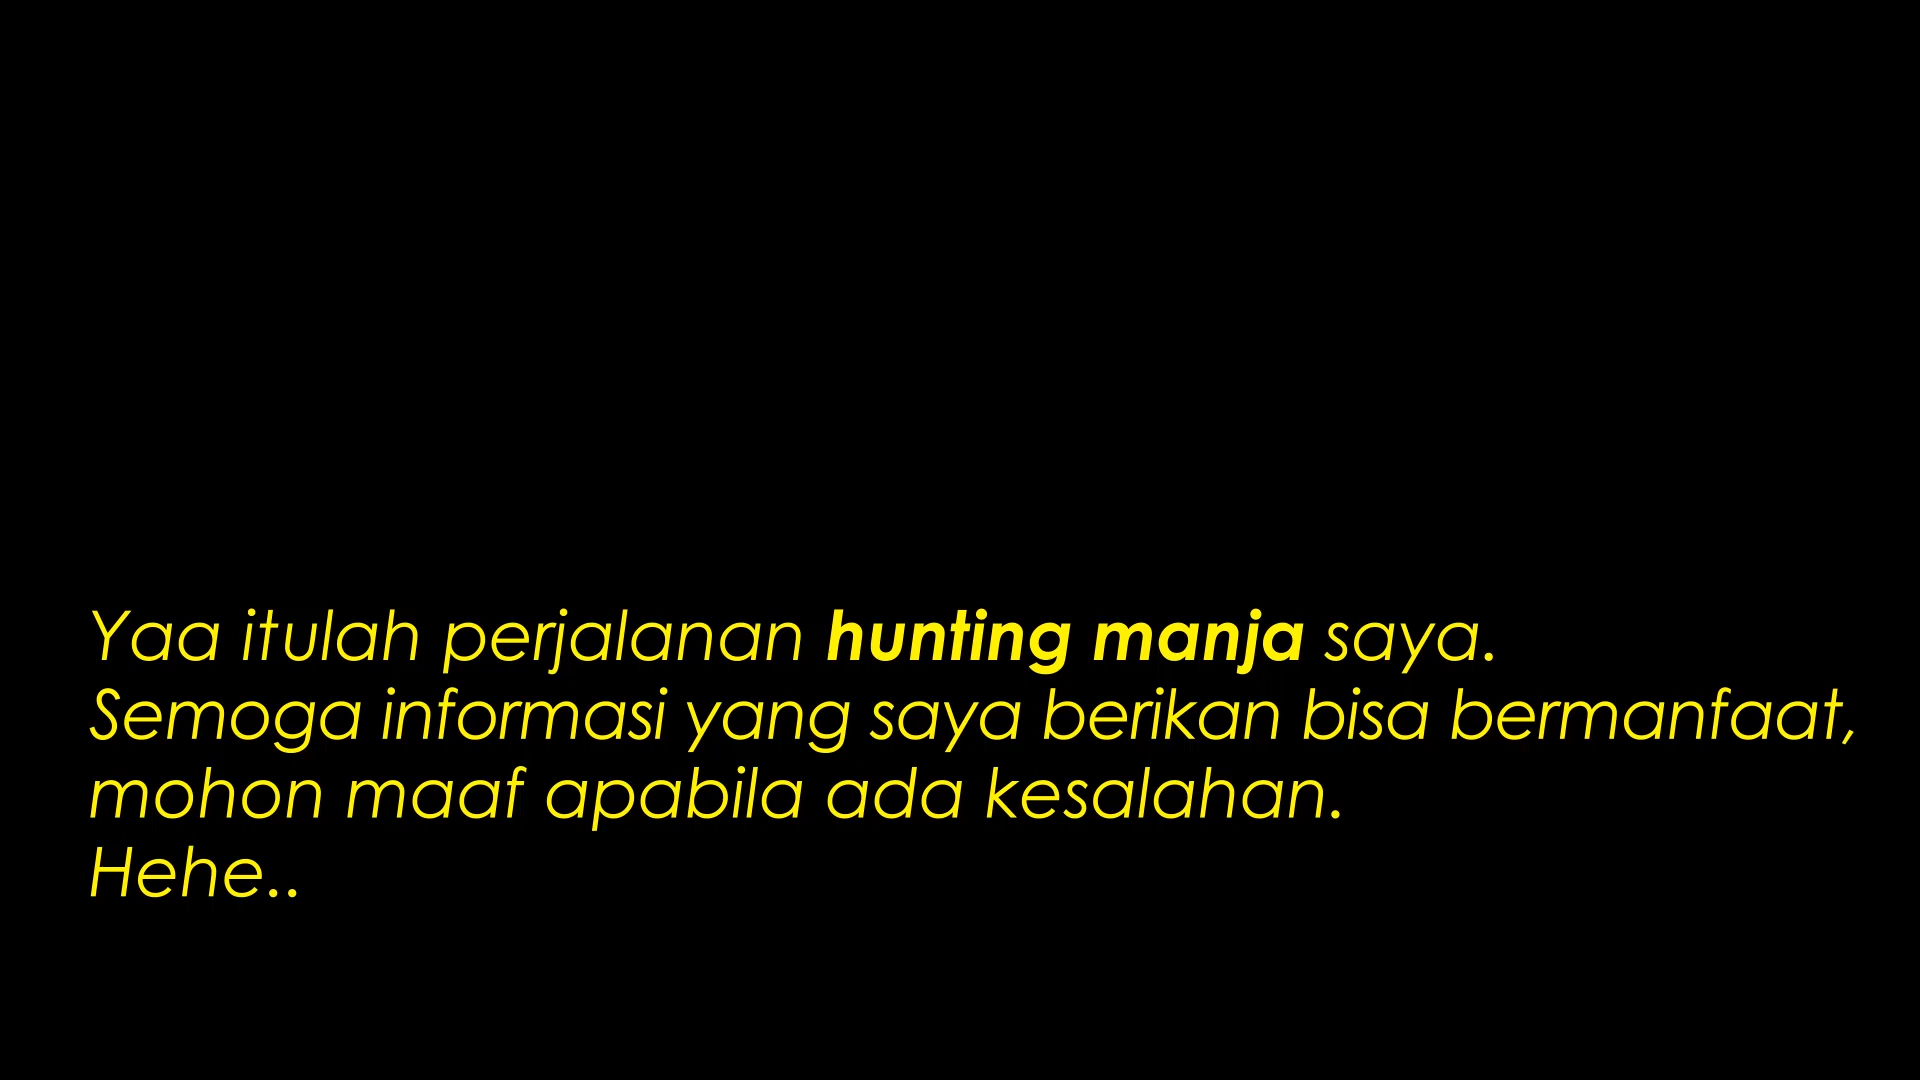 Yaa itulah perjalanan hunting manja saya.
Semoga informasi yang saya berikan bisa bermanfaat,
mohon maaf apabila ada kesalahan.
Hehe..